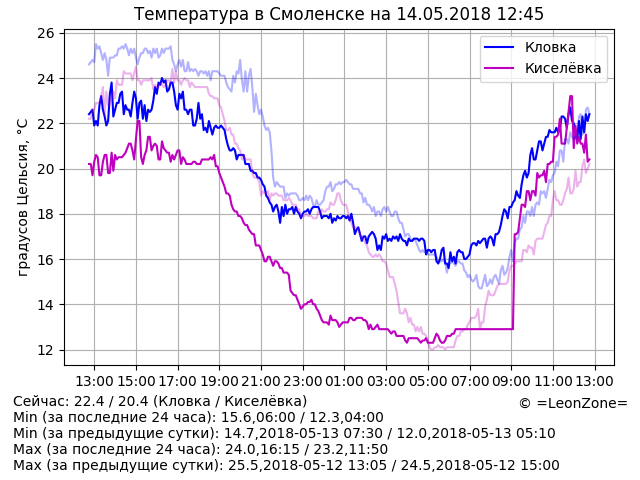 Температура в Смоленске на 14.05.2018 12:45
26
24
22
20
18
16
14
12
градусов Цельсия, °C
Кловка
Киселёвка
13:00 15:00 17:00 19:00 21:00 23:00 01:00 03:00 05:00 07:00 09:00 11:00 13:00
Сейчас: 22.4 / 20.4 (Кловка / Киселёвка)
© =LeonZone=
Min (за последние 24 часа): 15.6,06:00 / 12.3,04:00
Min (за предыдущие сутки): 14.7,2018-05-13 07:30 / 12.0,2018-05-13 05:10
Max (за последние 24 часа): 24.0,16:15 / 23.2,11:50
Max (за предыдущие сутки): 25.5,2018-05-12 13:05 / 24.5,2018-05-12 15:00